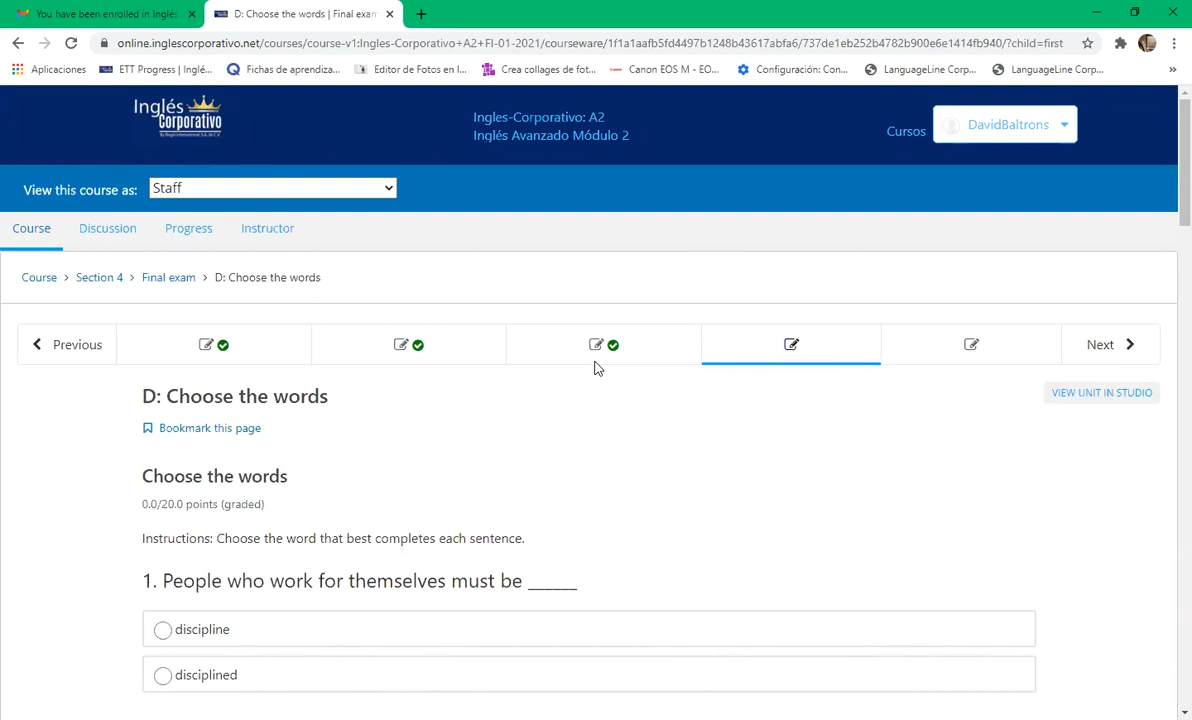 You have been enrolled in Inglés
D: Choose the words | Final exam
online.inglescorporativo.net/courses/course-v1:Ingles-Corporativo+A2+FI-01-2021/courseware/1f1a1aafb5fd4497b1248b43617abfa6/737de1eb252b4782b900e6e1414fb940/?child=first
Aplicaciones
ETT Progress | Inglé...
Fichas de aprendiza...
Editor de Fotos en l...
Crea collages de fot...
Canon EOS M - EO...
Configuración: Con...
LanguageLine Corp...
LanguageLine Corp...
»
Inglés
Corporativo
Ingles-Corporativo: A2
Inglés Avanzado Módulo 2
Cursos
DavidBaltrons
View this course as:
Staff
Course
Discussion
Progress
Instructor
Course > Section 4 > Final exam > D: Choose the words
Previous
Next
D: Choose the words
VIEW UNIT IN STUDIO
Bookmark this page
Choose the words
0.0/20.0 points (graded)
Instructions: Choose the word that best completes each sentence.
1. People who work for themselves must be ______
discipline
disciplined